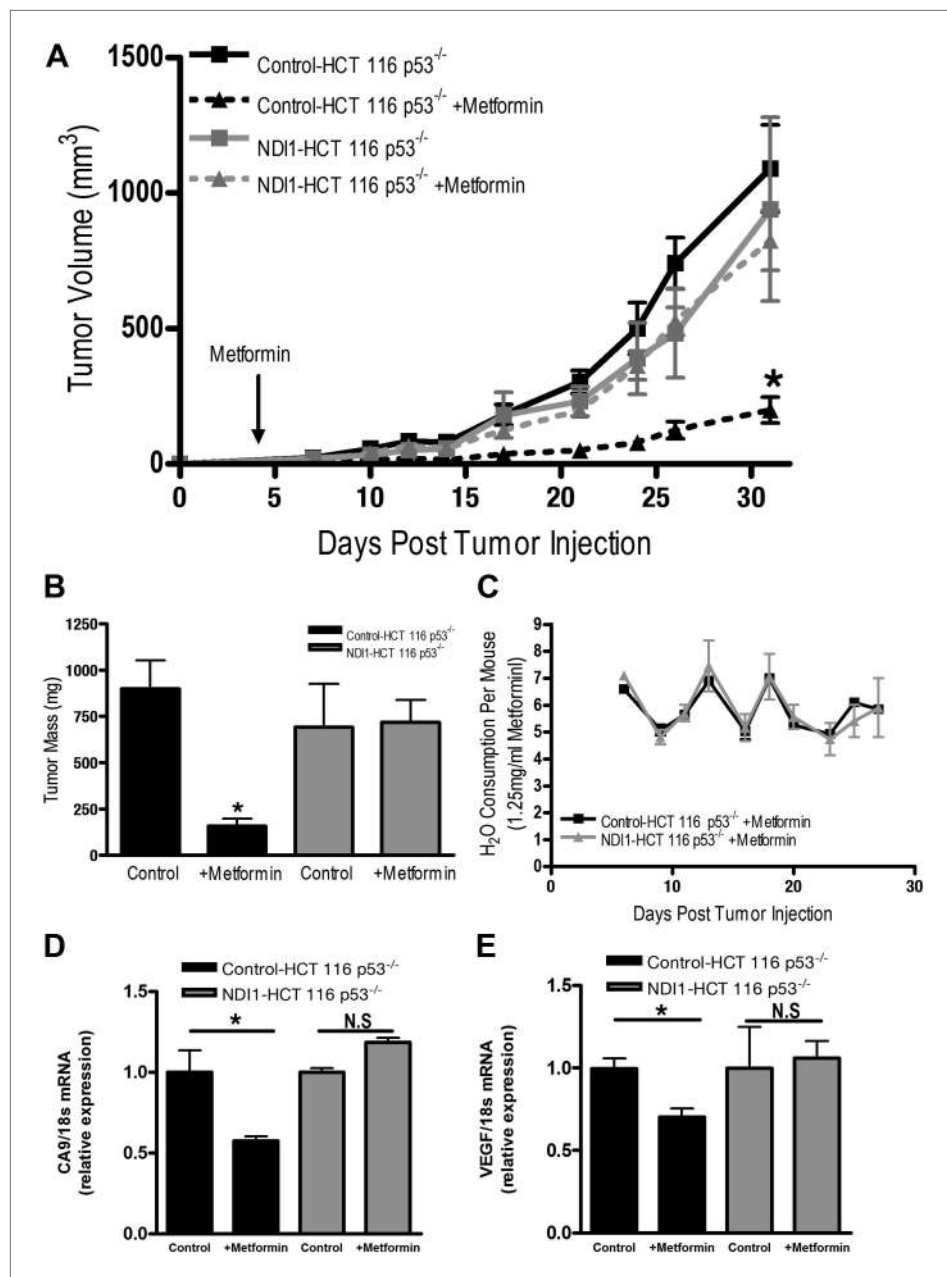 A
1500
1000
500
0
Tumor Volume (mm³)
Control-HCT 116 p53⁻/⁻
Control-HCT 116 p53⁻/⁻ +Metformin
NDI1-HCT 116 p53⁻/⁻
NDI1-HCT 116 p53⁻/⁻ +Metformin
Metformin
*
0 5 10 15 20 25 30
Days Post Tumor Injection
B
1250
1000
750
500
250
0
Tumor Mass (mg)
Control-HCT 116 p53⁻/⁻
NDI1-HCT 116 p53⁻/⁻
*
Control +Metformin Control +Metformin
C
9
8
7
6
5
4
3
2
1
0
H₂O Consumption Per Mouse
(1.25mg/ml Metforminl)
Control-HCT 116 p53⁻/⁻ +Metformin
NDI1-HCT 116 p53⁻/⁻ +Metformin
0 10 20 30
Days Post Tumor Injection
D
Control-HCT 116 p53⁻/⁻
NDI1-HCT 116 p53⁻/⁻
1.5
1.0
0.5
0.0
CA9/18s mRNA
(relative expression)
* N.S
Control +Metformin Control +Metformin
E
Control-HCT 116 p53⁻/⁻
NDI1-HCT 116 p53⁻/⁻
1.5
1.0
0.5
0.0
VEGF/18s mRNA
(relative expression)
* N.S
Control +Metformin Control +Metformin